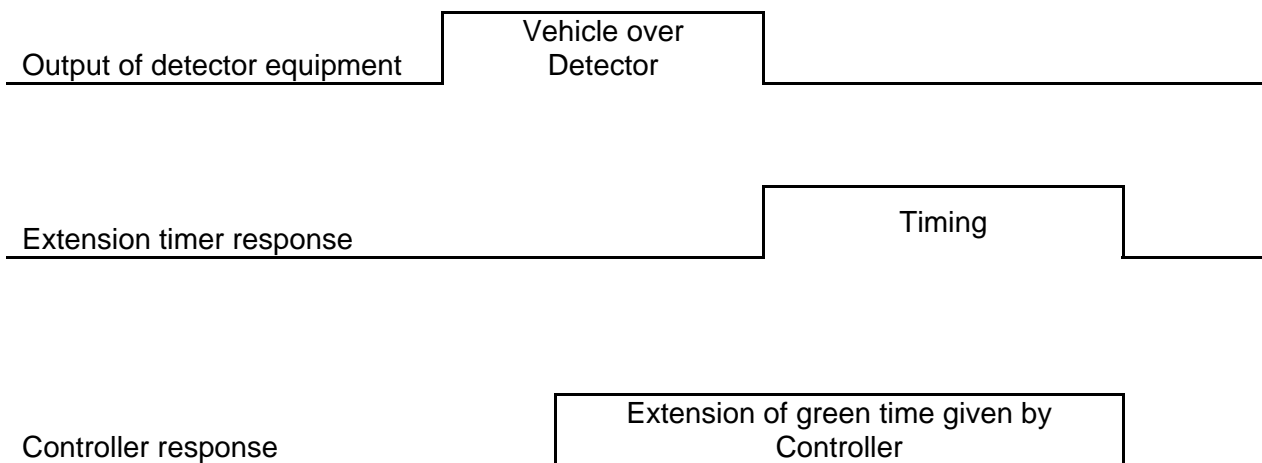 Vehicle over
Output of detector equipment Detector
Timing
Extension timer response
Extension of green time given by
Controller response Controller